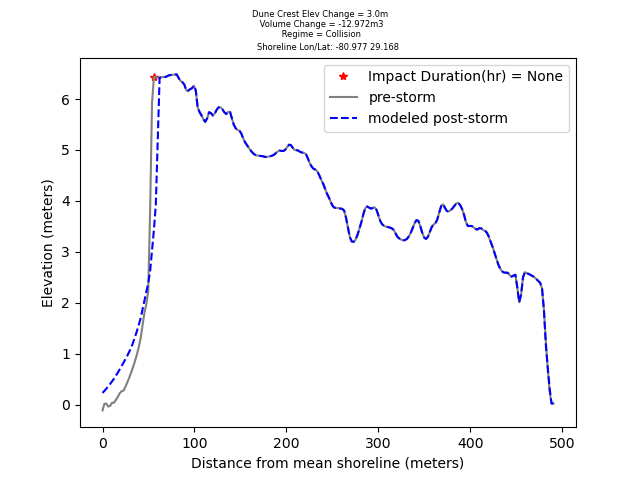 Dune Crest Elev Change = 3.0m
Volume Change = -12.972m3
Regime = Collision
Shoreline Lon/Lat: -80.977 29.168
Impact Duration(hr) = None
pre-storm
modeled post-storm
Elevation (meters)
6
5
4
3
2
1
0
0 100 200 300 400 500
Distance from mean shoreline (meters)